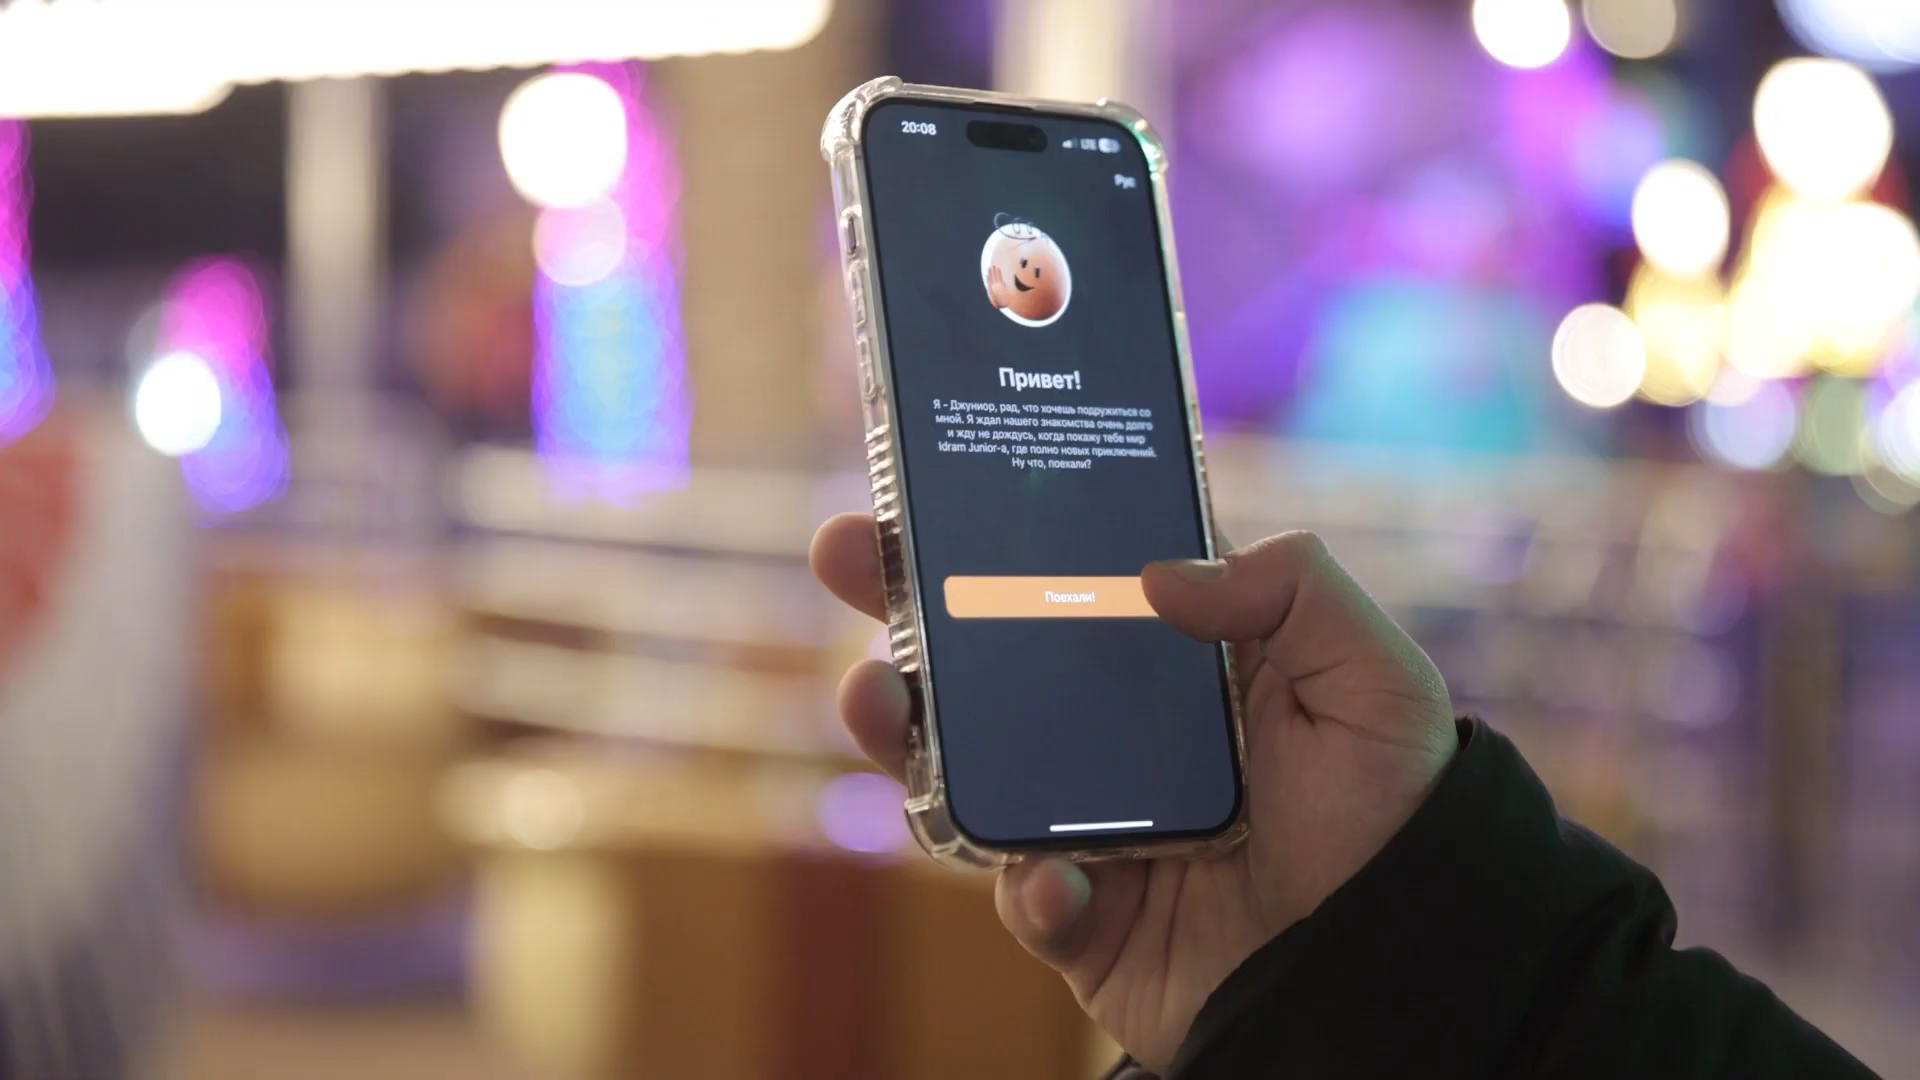 20:08
LTE
Рус
Привет!
Я - Джуниор, рад, что хочешь подружиться со
мной. Я ждал нашего знакомства очень долго
и жду не дождусь, когда покажу тебе мир
Idram Junior-а, где полно новых приключений.
Ну что, поехали?
Поехали!